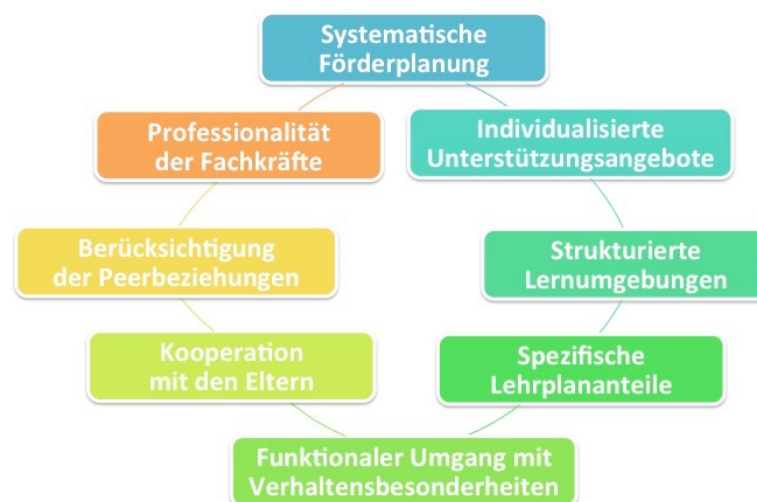 Systematische
Förderplanung
Individualisierte
Unterstützungsangebote
Strukturierte
Lernumgebungen
Spezifische
Lehrplananteile
Funktionaler Umgang mit
Verhaltensbesonderheiten
Kooperation
mit den Eltern
Berücksichtigung
der Peerbeziehungen
Professionalität
der Fachkräfte